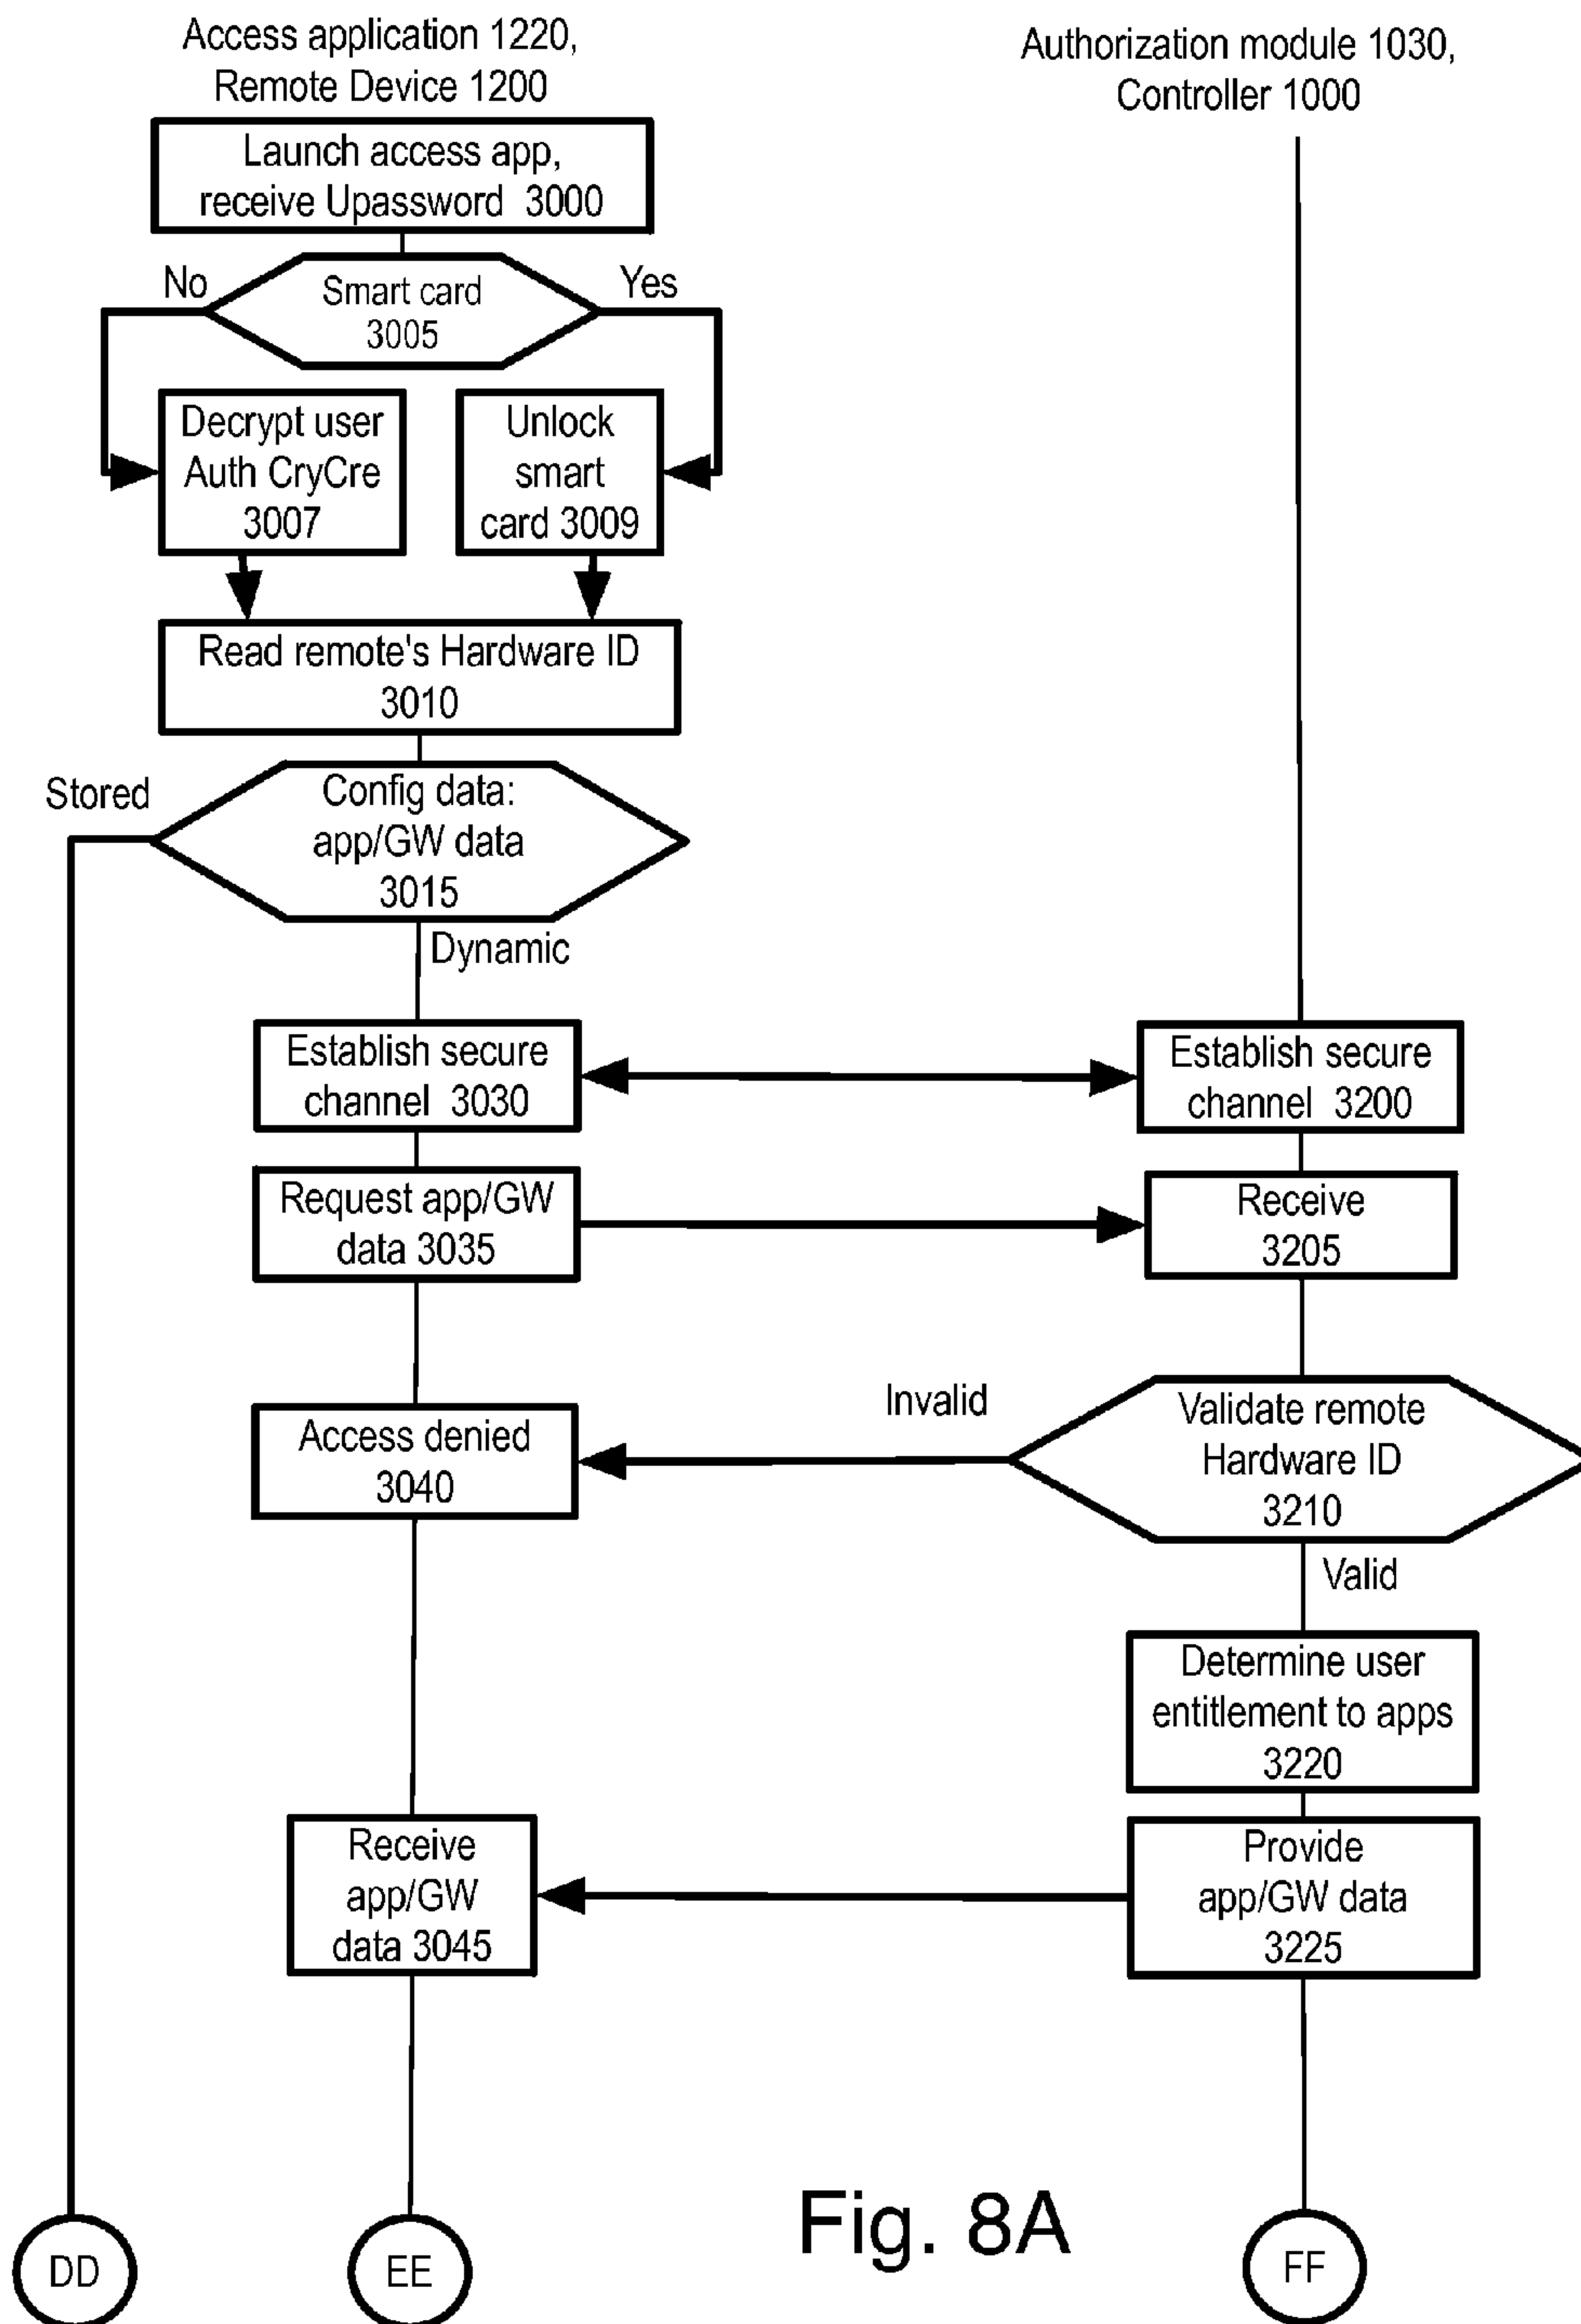 Access application 1220,
Remote Device 1200
Authorization module 1030,
Controller 1000
Launch access app,
receive Upassword 3000
No
Smart card
3005
Yes
Decrypt user
Auth CryCre
3007
Unlock
smart
card 3009
Read remote's Hardware ID
3010
Stored
Config data:
app/GW data
3015
Dynamic
Establish secure
channel 3030
Establish secure
channel 3200
Request app/GW
data 3035
Receive
3205
Invalid
Validate remote
Hardware ID
3210
Access denied
3040
Valid
Determine user
entitlement to apps
3220
Receive
app/GW
data 3045
Provide
app/GW data
3225
Fig. 8A
DD
EE
FF